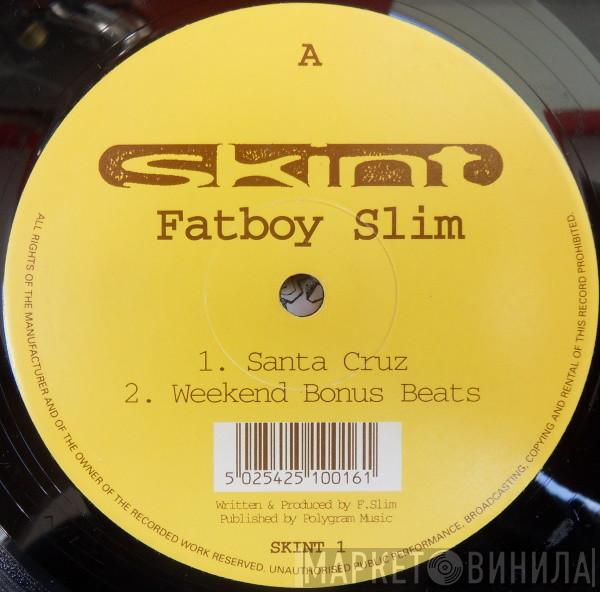 A
skint
Fatboy Slim
1. Santa Cruz
2. Weekend Bonus Beats
5 025425 100161
Written & Produced by F.Slim
Published by Polygram Music
SKINT 1
ALL RIGHTS OF THE MANUFACTURER AND OF THE OWNER OF THE RECORDED WORK RESERVED. UNAUTHORISED PUBLIC PERFORMANCE, BROADCASTING, COPYING AND RENTAL OF THIS RECORD PROHIBITED.
МАРКЕТ ВИНИЛА